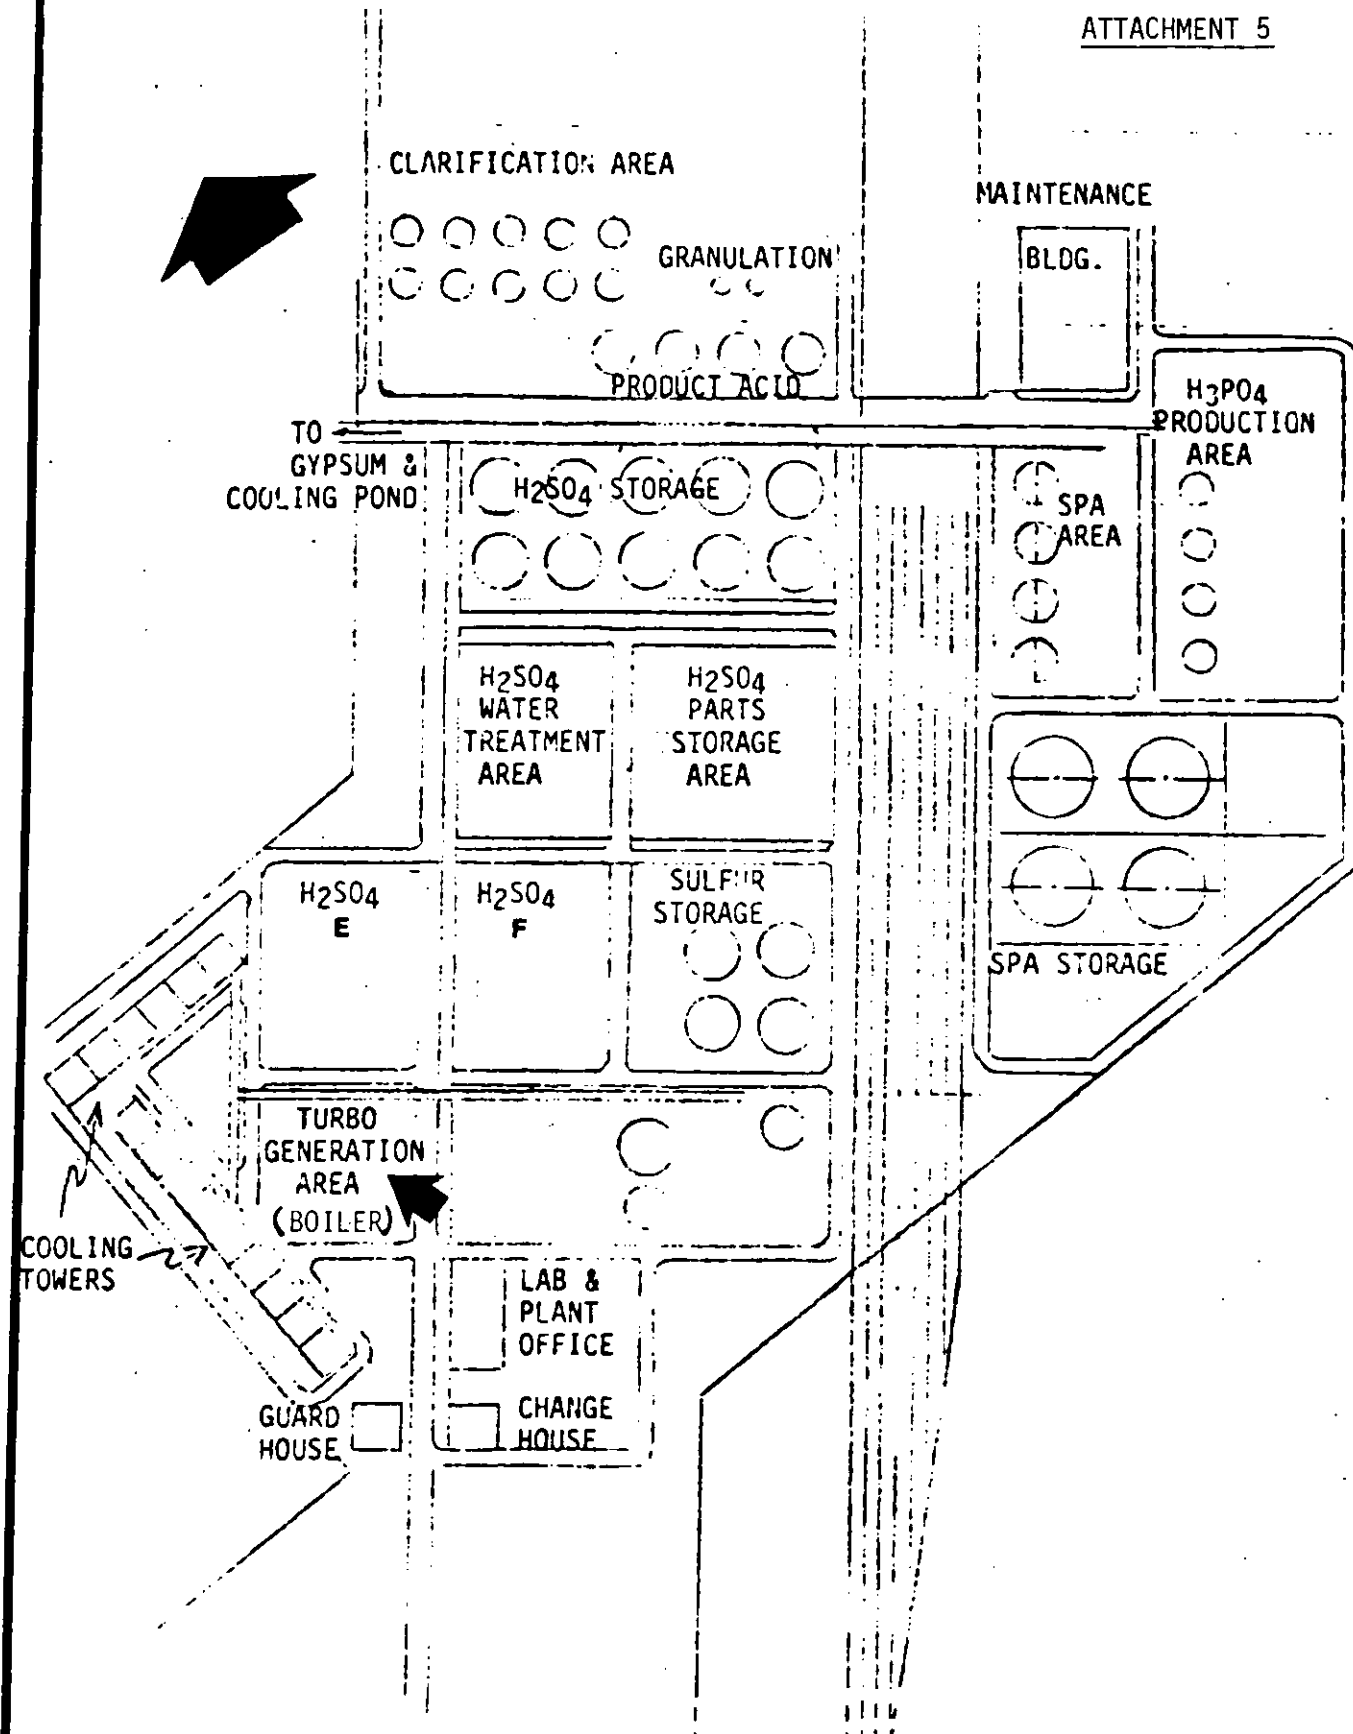 ATTACHMENT 5
CLARIFICATION AREA
MAINTENANCE
BLDG.
GRANULATION
PRODUCT ACID
H2SO4 STORAGE
TO
GYPSUM &
COOLING POND
H3PO4
PRODUCTION
AREA
SPA
AREA
H2SO4
WATER
TREATMENT
AREA
H2SO4
PARTS
STORAGE
AREA
H2SO4
E
H2SO4
F
SULFUR
STORAGE
SPA STORAGE
TURBO
GENERATION
AREA
(BOILER)
COOLING
TOWERS
LAB &
PLANT
OFFICE
GUARD
HOUSE
CHANGE
HOUSE